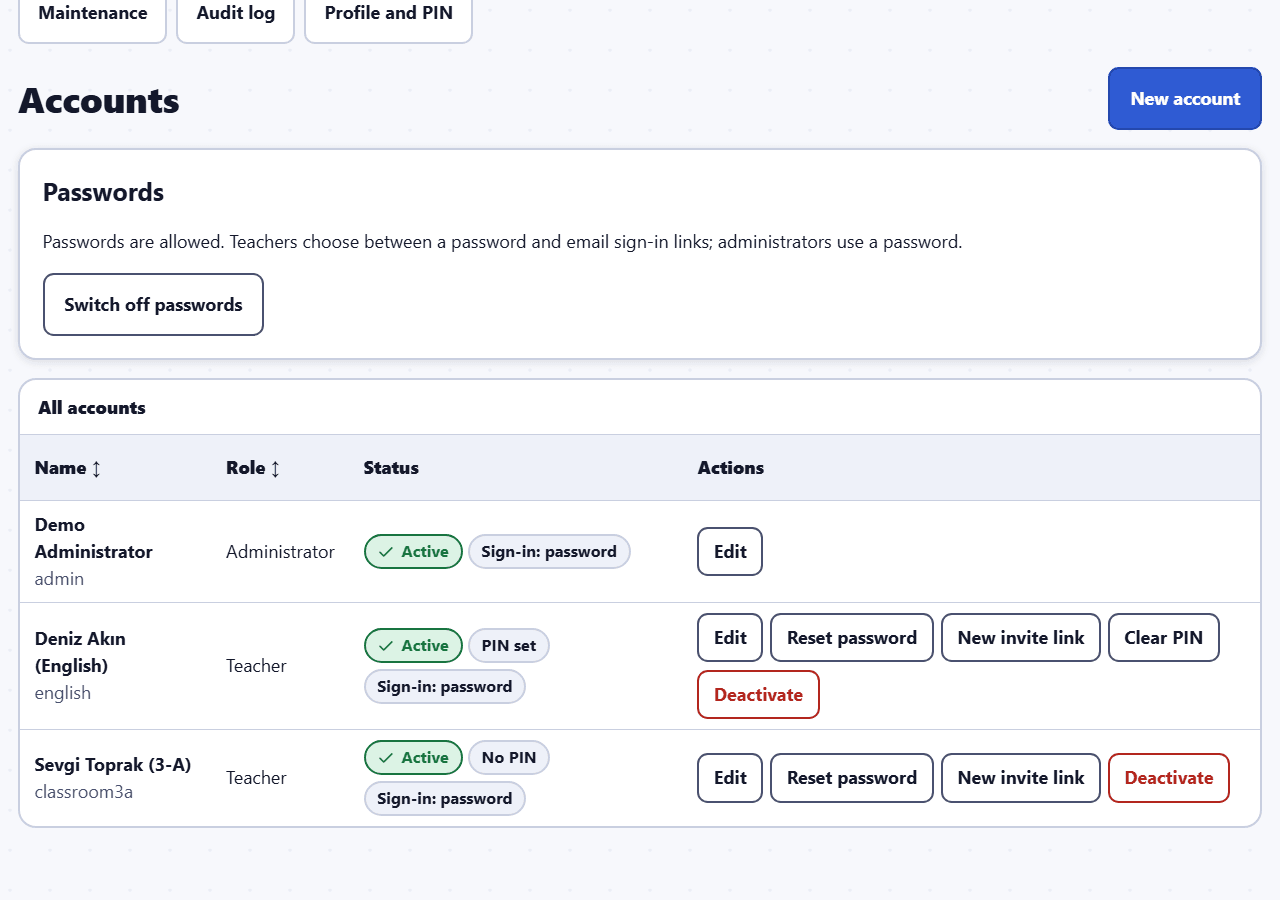 Maintenance Audit log Profile and PIN
Accounts New account
Passwords
Passwords are allowed. Teachers choose between a password and email sign-in links; administrators use a password.
Switch off passwords
All accounts
Name ↕ Role ↕ Status Actions
Demo
Administrator
admin
Administrator
✓ Active Sign-in: password
Edit
Deniz Akın
(English)
english
Teacher
✓ Active PIN set
Sign-in: password
Edit Reset password New invite link Clear PIN
Deactivate
Sevgi Toprak (3-A)
classroom3a
Teacher
✓ Active No PIN
Sign-in: password
Edit Reset password New invite link Deactivate